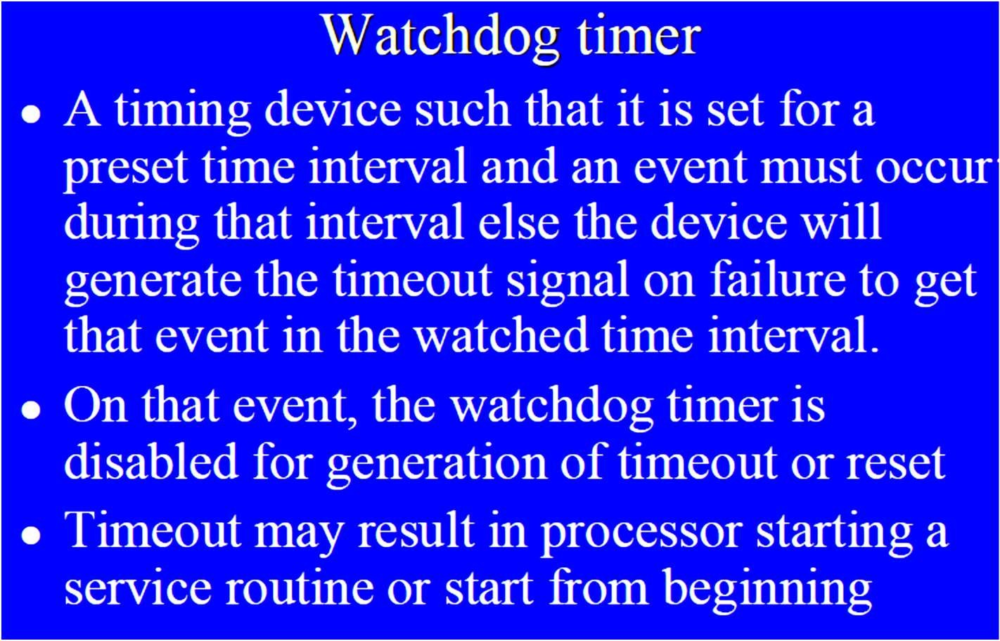 Watchdog timer
• A timing device such that it is set for a
preset time interval and an event must occur
during that interval else the device will
generate the timeout signal on failure to get
that event in the watched time interval.
• On that event, the watchdog timer is
disabled for generation of timeout or reset
• Timeout may result in processor starting a
service routine or start from beginning